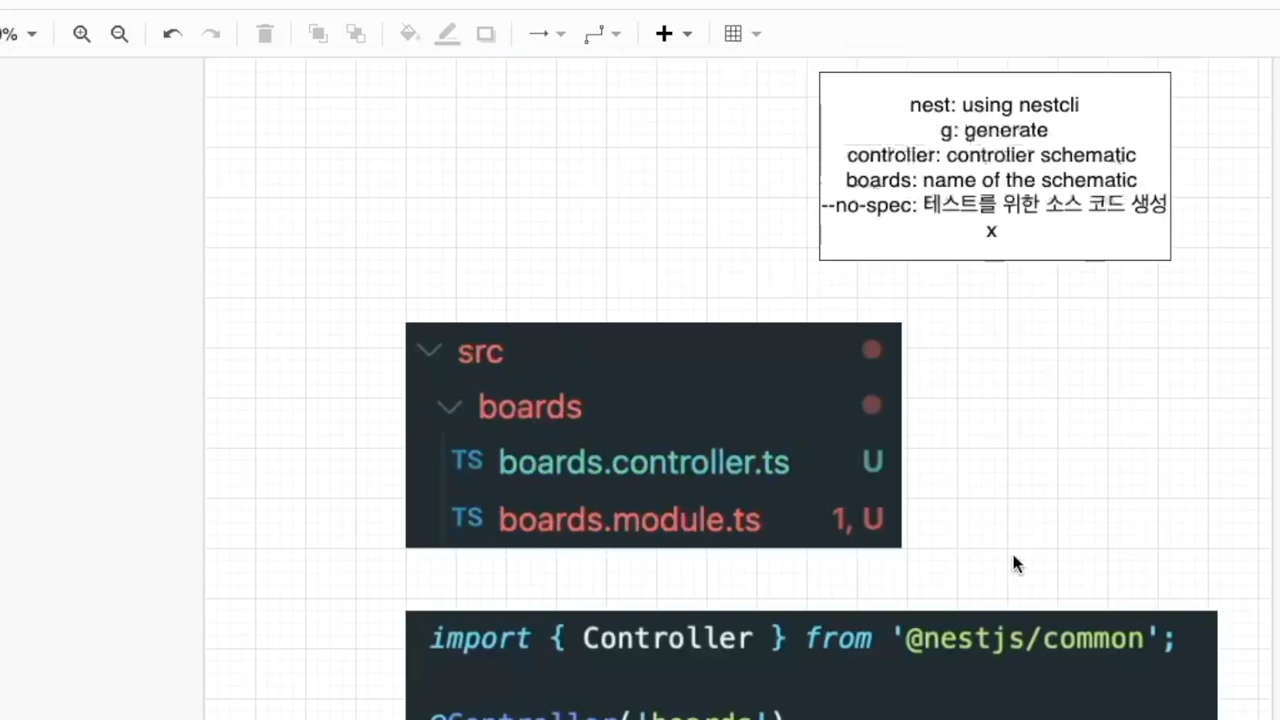 %
nest: using nestcli
g: generate
controller: controller schematic
boards: name of the schematic
--no-spec: 테스트를 위한 소스 코드 생성
x
src
boards
TS boards.controller.ts U
TS boards.module.ts 1, U
import { Controller } from '@nestjs/common';
@Controller('boards')